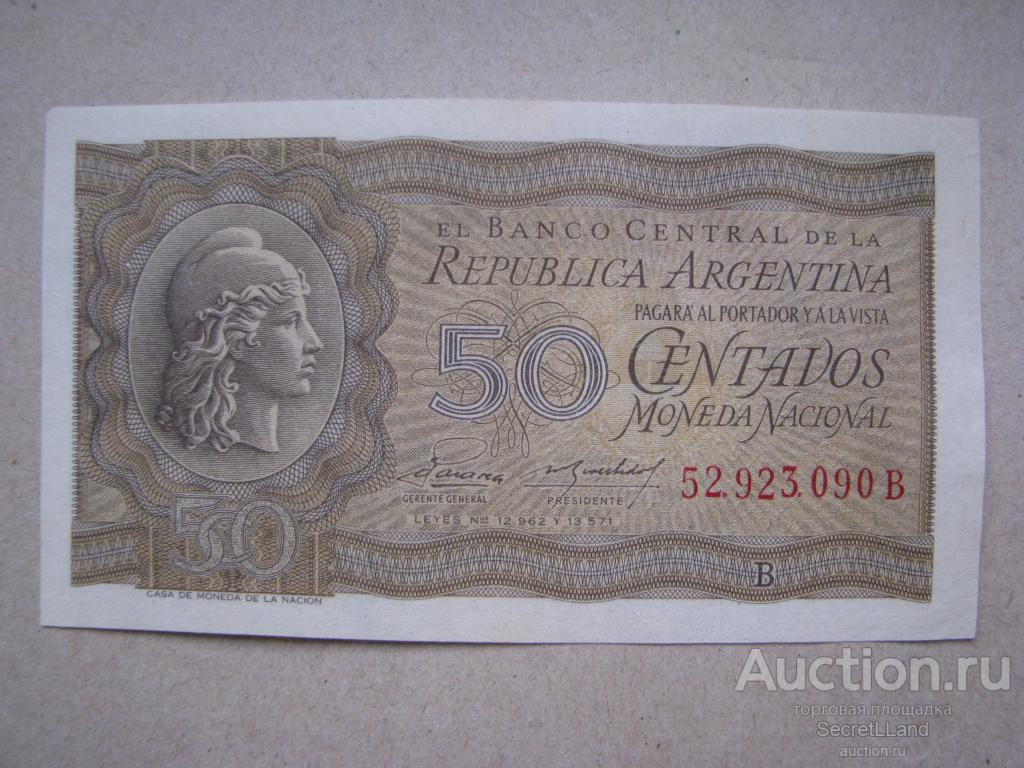 EL BANCO CENTRAL DE LA
REPUBLICA ARGENTINA
PAGARA' AL PORTADOR Y A LA VISTA
50
CENTAVOS
MONEDA NACIONAL
GERENTE GENERAL
PRESIDENTE
52.923.090 B
LEYES Nos 12.962 Y 13.571
50
B
CASA DE MONEDA DE LA NACION
Auction.ru
торговая площадка
SecretLLand
auction.ru